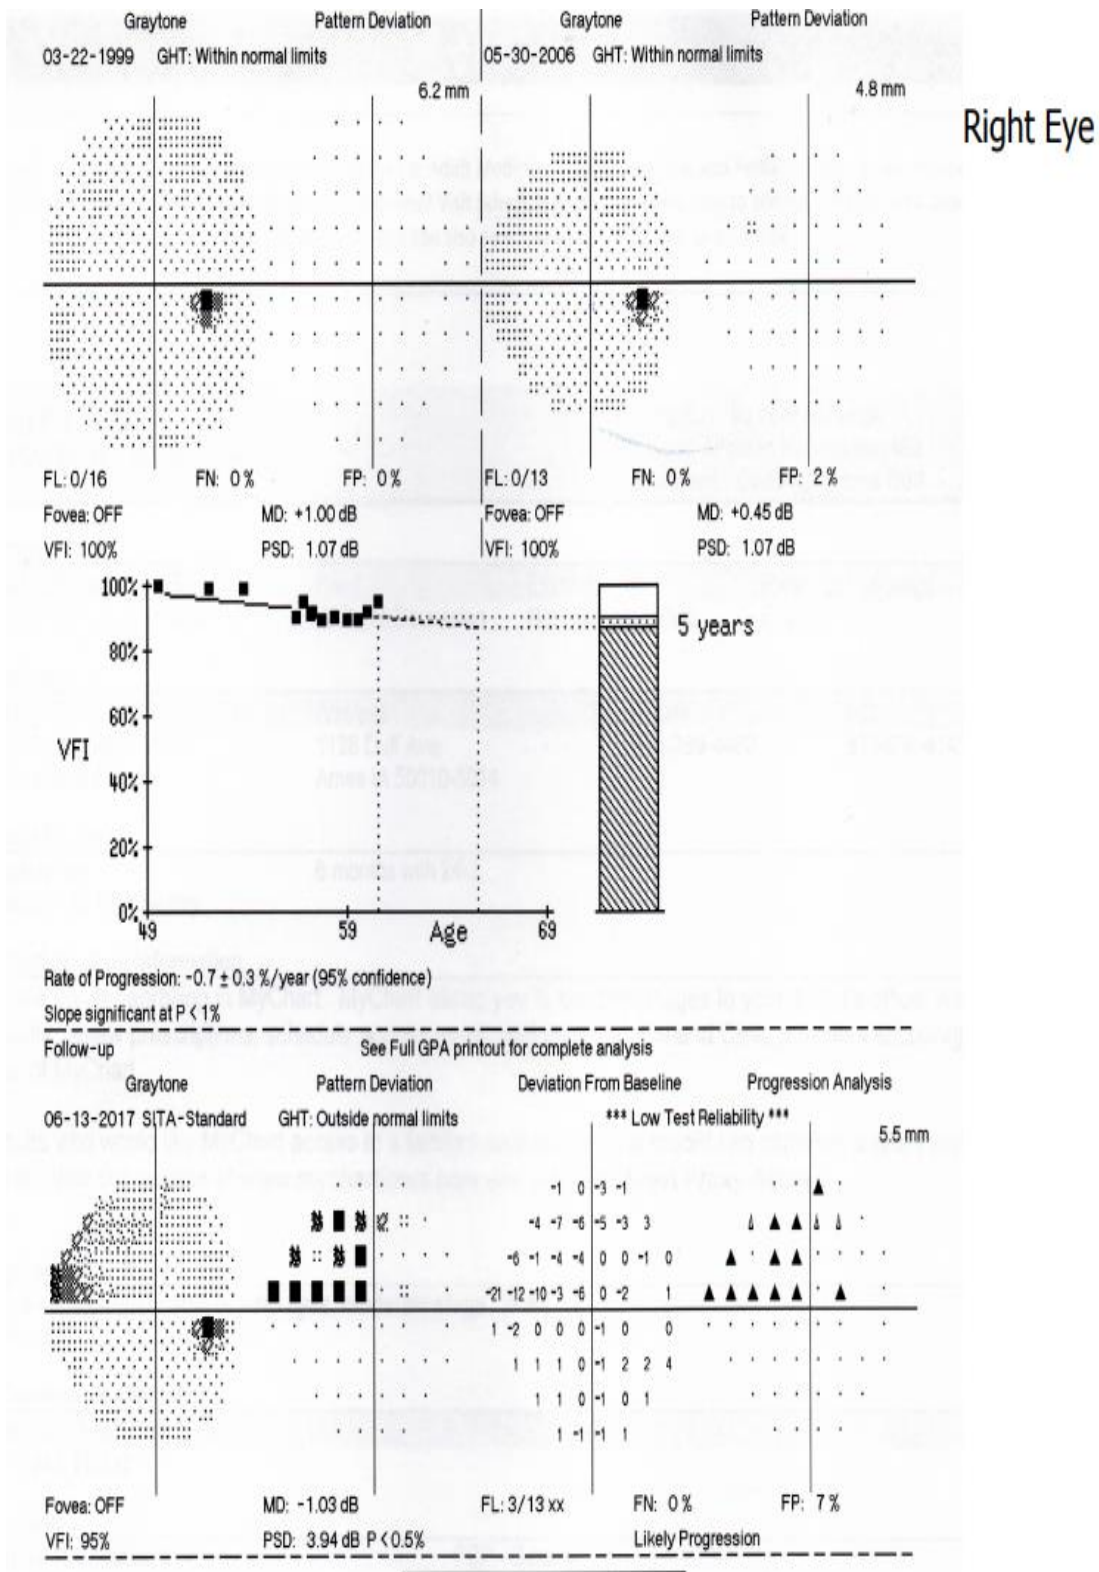 Graytone Pattern Deviation Graytone Pattern Deviation
03-22-1999 GHT: Within normal limits 05-30-2006 GHT: Within normal limits
6.2 mm 4.8 mm
Right Eye
FL: 0/16 FN: 0 % FP: 0 % FL: 0/13 FN: 0 % FP: 2 %
Fovea: OFF MD: +1.00 dB Fovea: OFF MD: +0.45 dB
VFI: 100% PSD: 1.07 dB VFI: 100% PSD: 1.07 dB
100%
5 years
80%
60%
VFI
40%
20%
0%
49 59 Age 69
Rate of Progression: -0.7 ± 0.3 %/year (95% confidence)
Slope significant at P < 1%
Follow-up See Full GPA printout for complete analysis
Graytone Pattern Deviation Deviation From Baseline Progression Analysis
06-13-2017 SITA-Standard GHT: Outside normal limits *** Low Test Reliability ***
5.5 mm
-1 0 -3 -1
-4 -7 -6 -5 -3 3
-6 -1 -4 -4 0 0 -1 0
-21 -12 -10 -3 -6 0 -2 1
1 -2 0 0 0 -1 0 0
1 1 1 0 -1 2 2 4
1 1 0 -1 0 1
1 -1 -1 1
Fovea: OFF MD: -1.03 dB FL: 3/13 xx FN: 0 % FP: 7 %
VFI: 95% PSD: 3.94 dB P < 0.5% Likely Progression